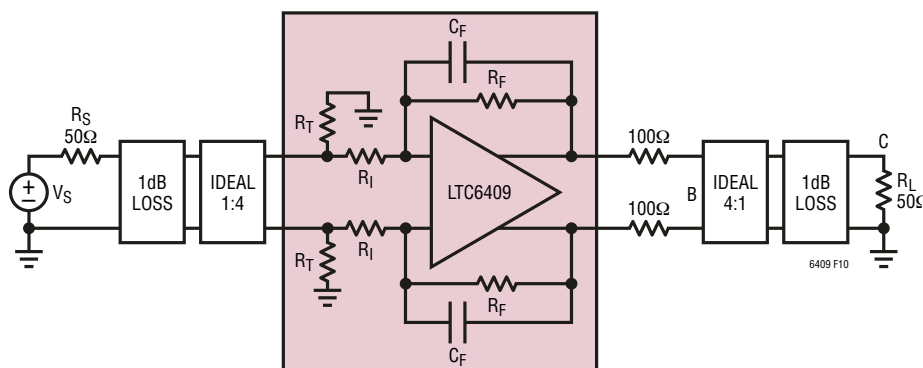 C_F
R_F
R_S
50Ω
R_T
100Ω
C
1dB
LOSS
IDEAL
1:4
R_I
LTC6409
B
IDEAL
4:1
1dB
LOSS
R_L
50Ω
V_S
+
–
100Ω
R_T
R_I
R_F
C_F
6409 F10